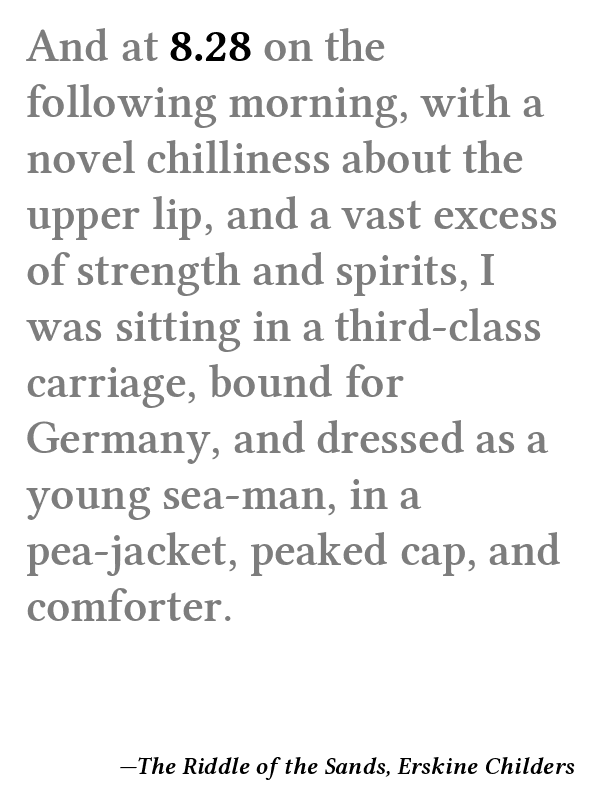 And at 8.28 on the
following morning, with a
novel chilliness about the
upper lip, and a vast excess
of strength and spirits, I
was sitting in a third-class
carriage, bound for
Germany, and dressed as a
young sea-man, in a
pea-jacket, peaked cap, and
comforter.
—The Riddle of the Sands, Erskine Childers